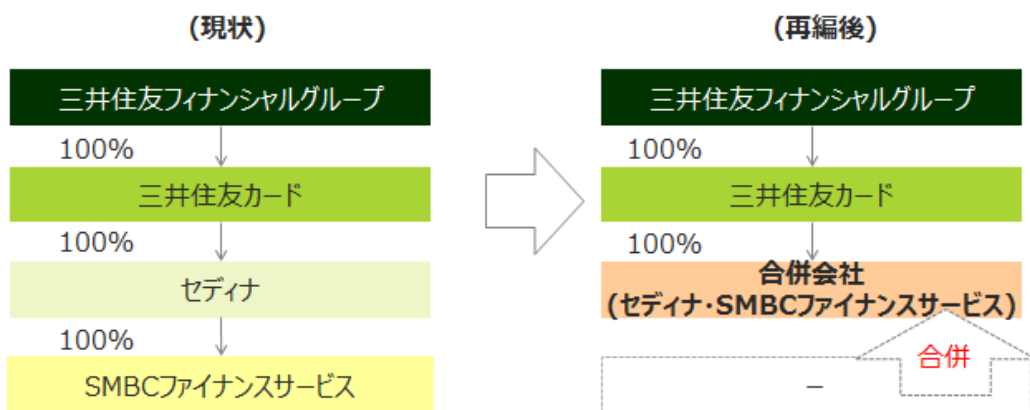 (現状)
三井住友フィナンシャルグループ
100%
三井住友カード
100%
セディナ
100%
SMBCファイナンスサービス
(再編後)
三井住友フィナンシャルグループ
100%
三井住友カード
100%
合併会社
(セディナ・SMBCファイナンスサービス)
合併
－